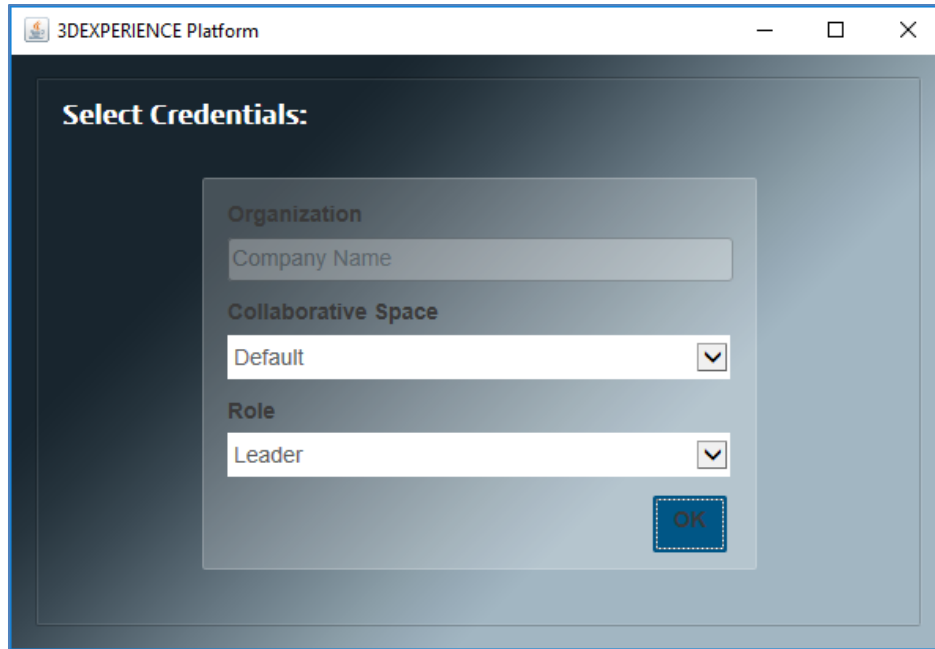 3DEXPERIENCE Platform
Select Credentials:
Organization
Company Name
Collaborative Space
Default
Role
Leader
OK